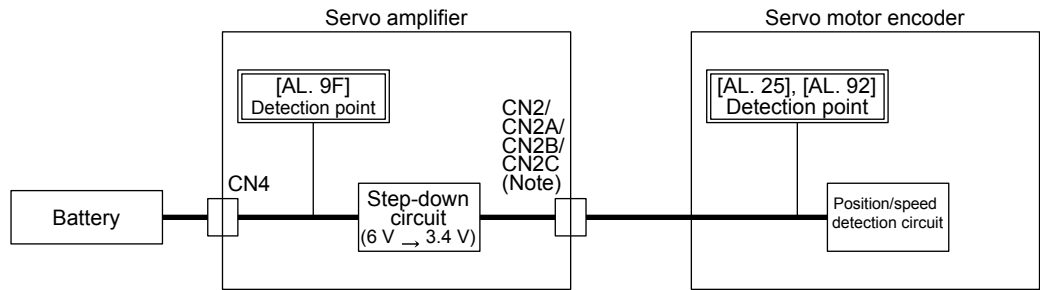 Servo amplifier
Servo motor encoder
[AL. 9F]
Detection point
[AL. 25], [AL. 92]
Detection point
CN2/
CN2A/
CN2B/
CN2C
(Note)
CN4
Battery
Step-down
circuit
(6 V → 3.4 V)
Position/speed
detection circuit